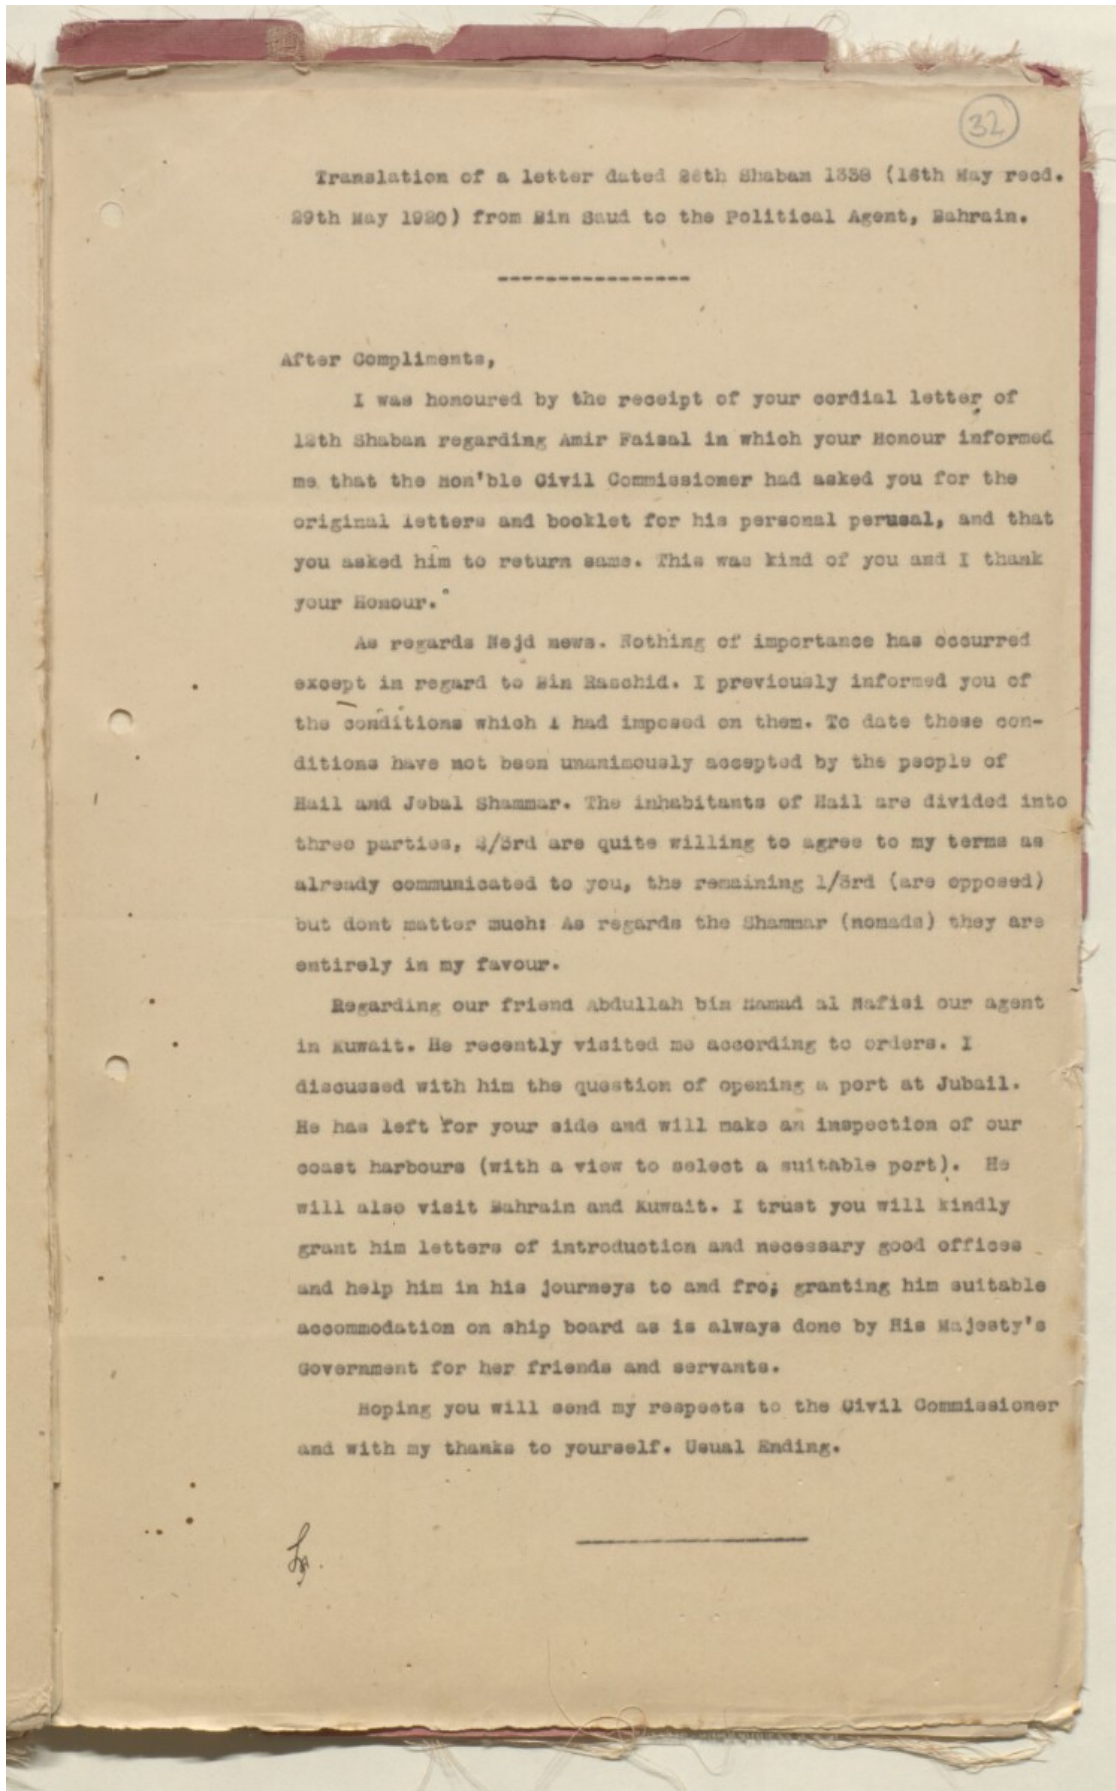 32
Translation of a letter dated 26th Shaban 1338 (16th May recd.
29th May 1920) from Bin Saud to the Political Agent, Bahrain.
----------------
After Compliments,
I was honoured by the receipt of your cordial letter of
12th Shaban regarding Amir Faisal in which your Honour informed
me that the Hon'ble Civil Commissioner had asked you for the
original letters and booklet for his personal perusal, and that
you asked him to return same. This was kind of you and I thank
your Honour."
As regards Nejd news. Nothing of importance has occurred
except in regard to Bin Raschid. I previously informed you of
the conditions which I had imposed on them. To date these con-
ditions have not been unanimously accepted by the people of
Hail and Jebal Shammar. The inhabitants of Hail are divided into
three parties, 2/3rd are quite willing to agree to my terms as
already communicated to you, the remaining 1/3rd (are opposed)
but dont matter much: As regards the Shammar (nomads) they are
entirely in my favour.
Regarding our friend Abdullah bin Hamad al Nafisi our agent
in Kuwait. He recently visited me according to orders. I
discussed with him the question of opening a port at Jubail.
He has left for your side and will make an inspection of our
coast harbours (with a view to select a suitable port). He
will also visit Bahrain and Kuwait. I trust you will kindly
grant him letters of introduction and necessary good offices
and help him in his journeys to and fro; granting him suitable
accommodation on ship board as is always done by His Majesty's
Government for her friends and servants.
Hoping you will send my respects to the Civil Commissioner
and with my thanks to yourself. Usual Ending.